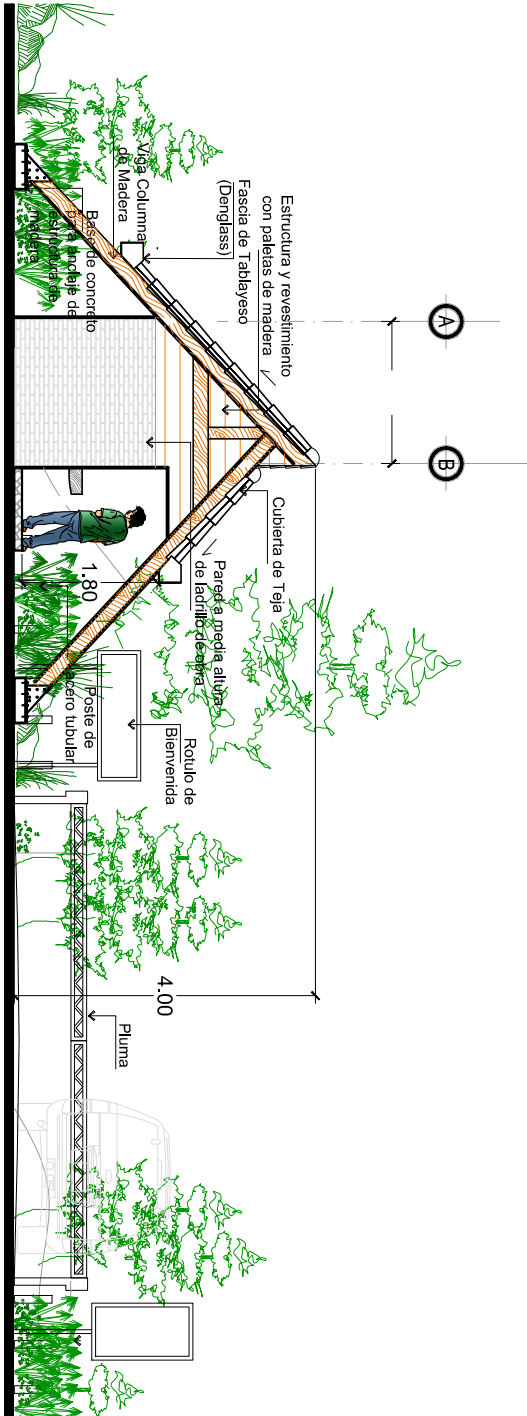 A
B
Estructura y revestimiento
con paletas de madera
Fascia de Tablayeso
(Denglass)
Viga Columna
de Madera
Base de concreto
para anclaje de
estructura de
madera
Cubierta de Teja
Pared a media altura
de ladrillo de obra
1.80
Poste de
acero tubular
Rotulo de
Bienvenida
4.00
Pluma